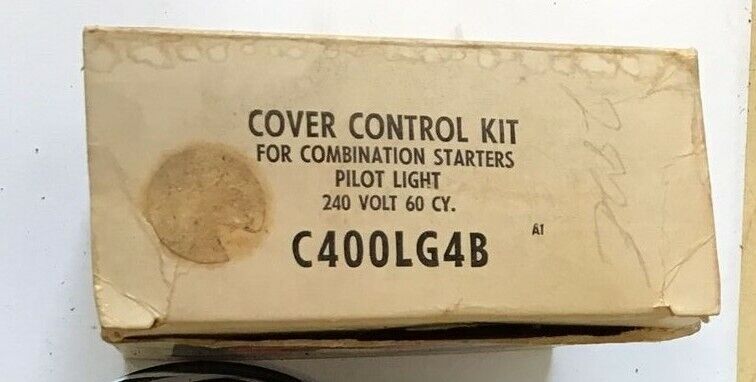 COVER CONTROL KIT
FOR COMBINATION STARTERS
PILOT LIGHT
240 VOLT 60 CY.
C400LG4B
A1